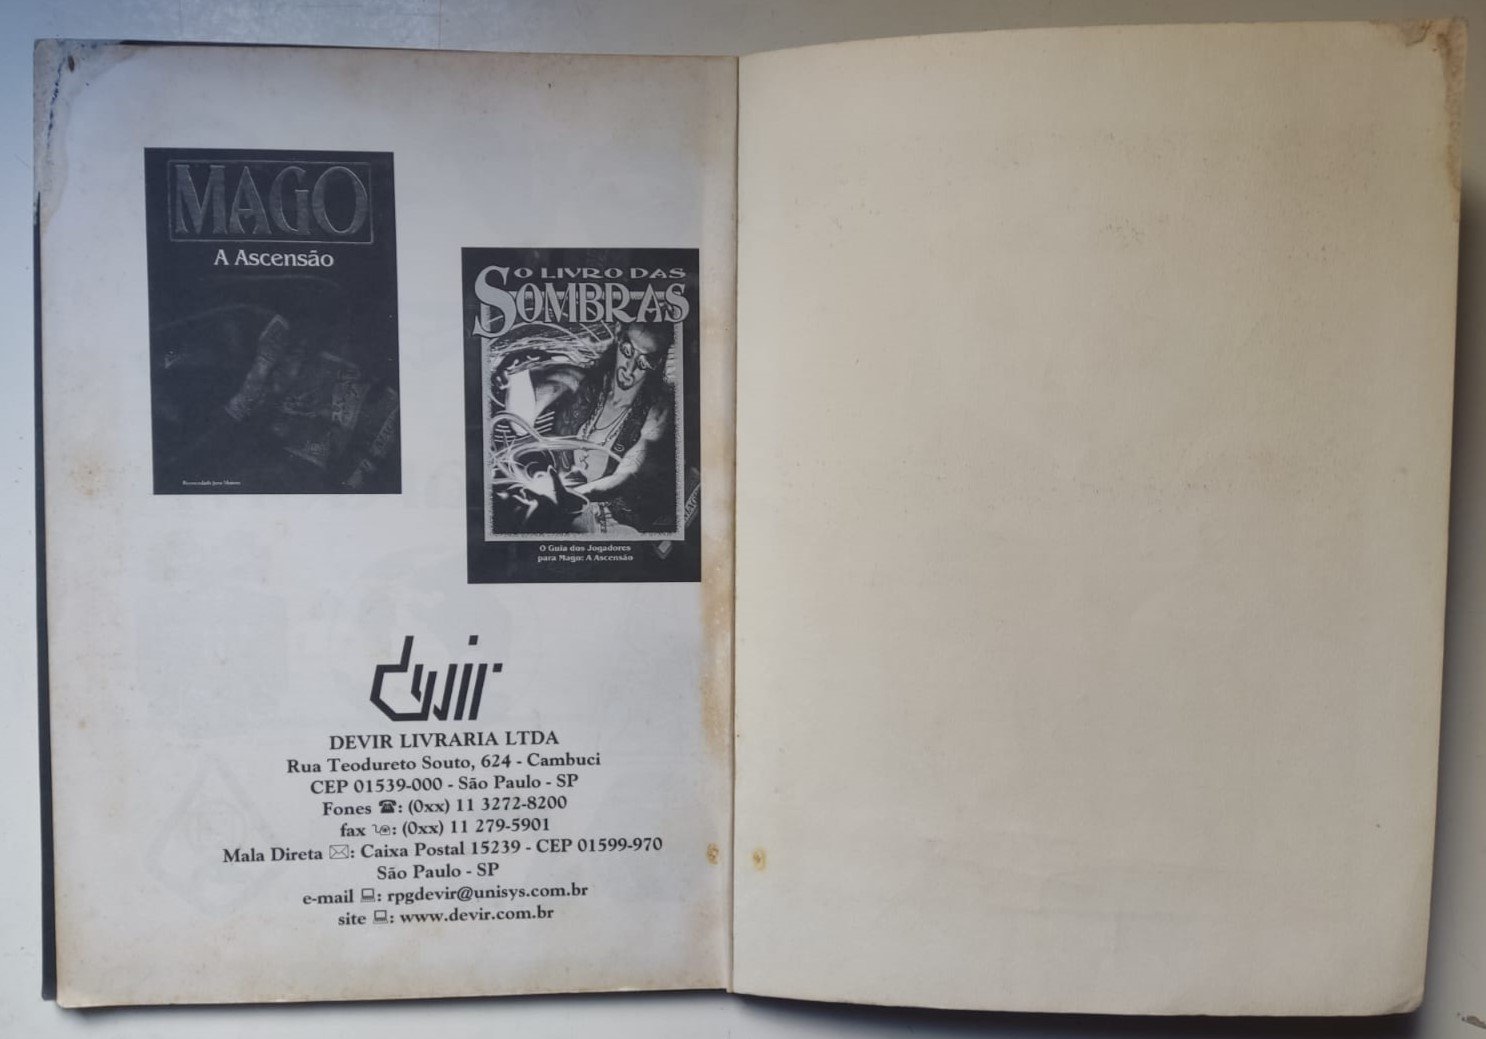 MAGO
A Ascensão
O LIVRO DAS
SOMBRAS
O Guia dos Jogadores
para Mago: A Ascensão
devir
DEVIR LIVRARIA LTDA
Rua Teodureto Souto, 624 - Cambuci
CEP 01539-000 - São Paulo - SP
Fones ☎: (0xx) 11 3272-8200
fax : (0xx) 11 279-5901
Mala Direta ✉: Caixa Postal 15239 - CEP 01599-970
São Paulo - SP
e-mail 💻: rpgdevir@unisys.com.br
site 💻: www.devir.com.br